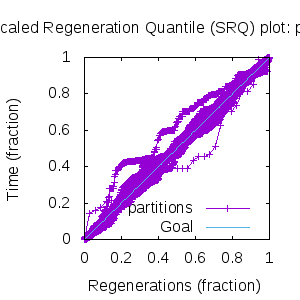 caled Regeneration Quantile (SRQ) plot: p
1
0.8
0.6
0.4
0.2
0
Time (fraction)
partitions
Goal
0 0.2 0.4 0.6 0.8 1
Regenerations (fraction)